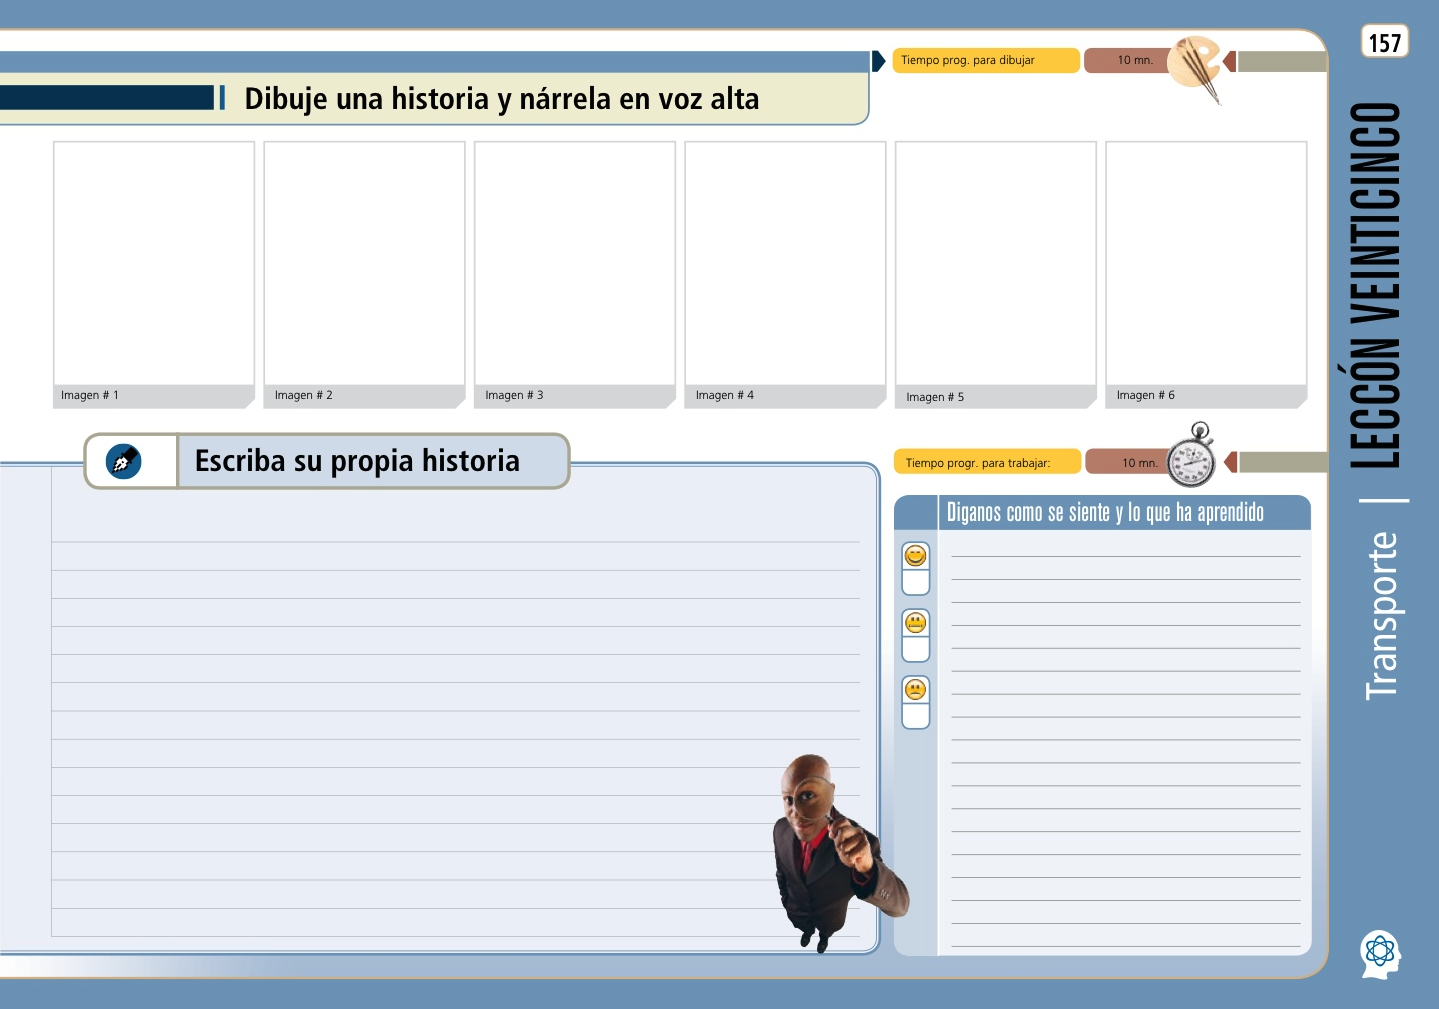 157
Tiempo prog. para dibujar
10 mn.
Dibuje una historia y nárrela en voz alta
Imagen # 1
Imagen # 2
Imagen # 3
Imagen # 4
Imagen # 5
Imagen # 6
Escriba su propia historia
Tiempo progr. para trabajar:
10 mn.
Diganos como se siente y lo que ha aprendido
Transporte | LECCÓN VEINTICINCO